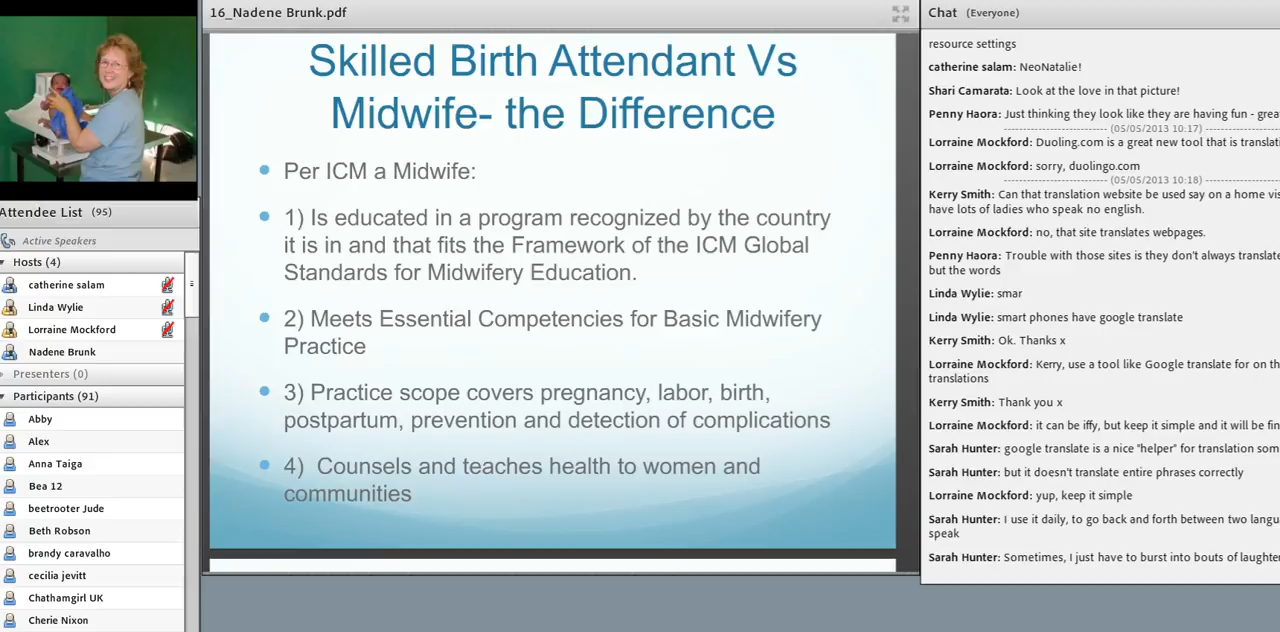 16_Nadene Brunk.pdf
Skilled Birth Attendant Vs
Midwife- the Difference
Per ICM a Midwife:
1) Is educated in a program recognized by the country
it is in and that fits the Framework of the ICM Global
Standards for Midwifery Education.
2) Meets Essential Competencies for Basic Midwifery
Practice
3) Practice scope covers pregnancy, labor, birth,
postpartum, prevention and detection of complications
4) Counsels and teaches health to women and
communities
Attendee List (95)
Active Speakers
Hosts (4)
catherine salam
Linda Wylie
Lorraine Mockford
Nadene Brunk
Presenters (0)
Participants (91)
Abby
Alex
Anna Taiga
Bea 12
beetrooter Jude
Beth Robson
brandy caravalho
cecilia jevitt
Chathamgirl UK
Cherie Nixon
Chat (Everyone)
resource settings
catherine salam: NeoNatalie!
Shari Camarata: Look at the love in that picture!
Penny Haora: Just thinking they look like they are having fun - grea
(05/05/2013 10:17)
Lorraine Mockford: Duoling.com is a great new tool that is translati
Lorraine Mockford: sorry, duolingo.com
(05/05/2013 10:18)
Kerry Smith: Can that translation website be used say on a home vis
have lots of ladies who speak no english.
Lorraine Mockford: no, that site translates webpages.
Penny Haora: Trouble with those sites is they don't always translate
but the words
Linda Wylie: smar
Linda Wylie: smart phones have google translate
Kerry Smith: Ok. Thanks x
Lorraine Mockford: Kerry, use a tool like Google translate for on th
translations
Kerry Smith: Thank you x
Lorraine Mockford: it can be iffy, but keep it simple and it will be fin
Sarah Hunter: google translate is a nice "helper" for translation som
Sarah Hunter: but it doesn't translate entire phrases correctly
Lorraine Mockford: yup, keep it simple
Sarah Hunter: I use it daily, to go back and forth between two langu
speak
Sarah Hunter: Sometimes, I just have to burst into bouts of laughte